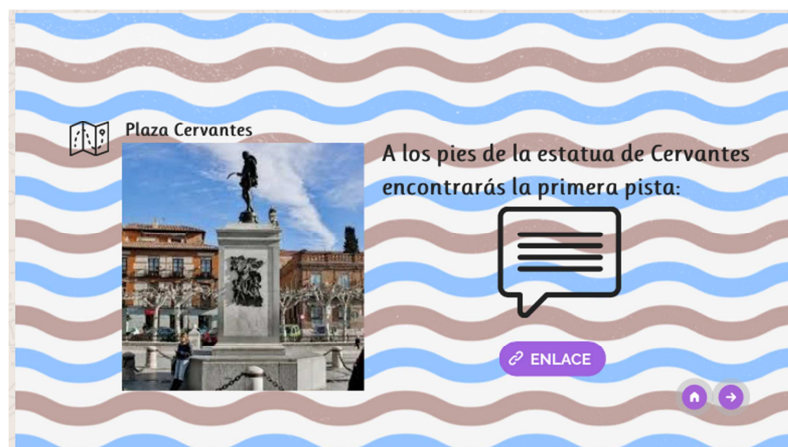 Plaza Cervantes
A los pies de la estatua de Cervantes
encontrarás la primera pista:
ENLACE